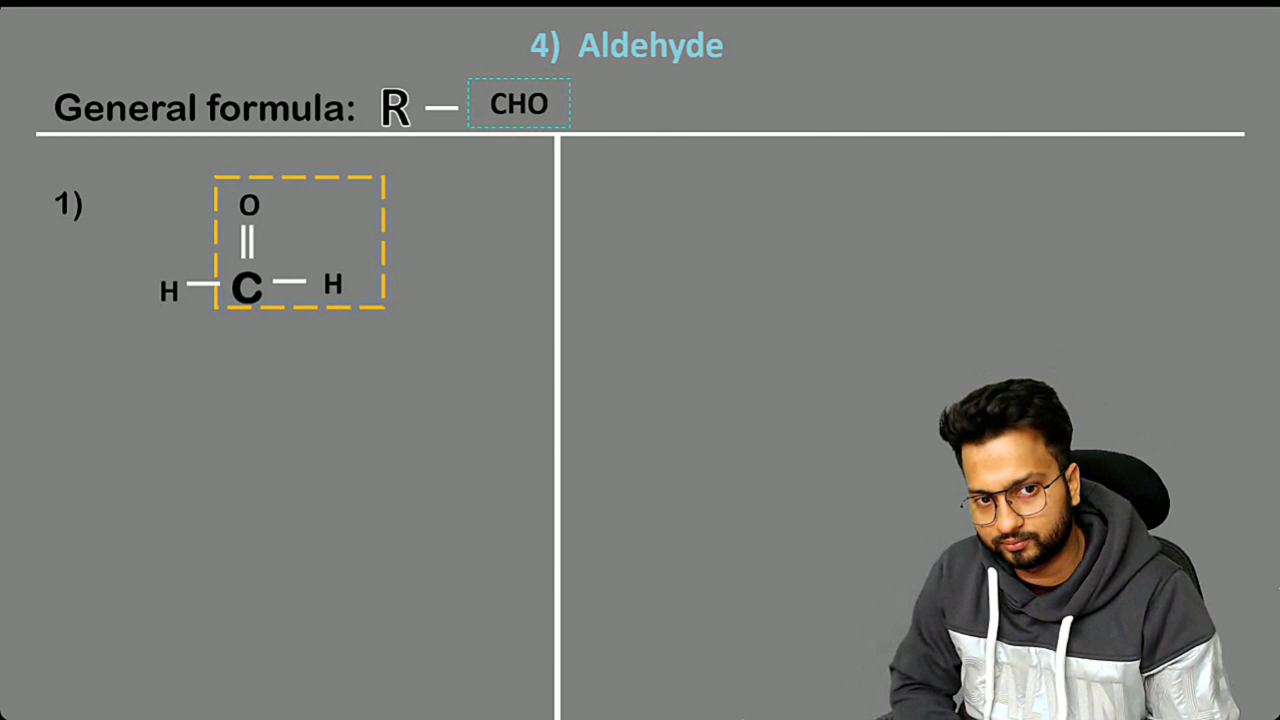 4) Aldehyde
General formula: R — CHO
1)
O
||
H — C — H